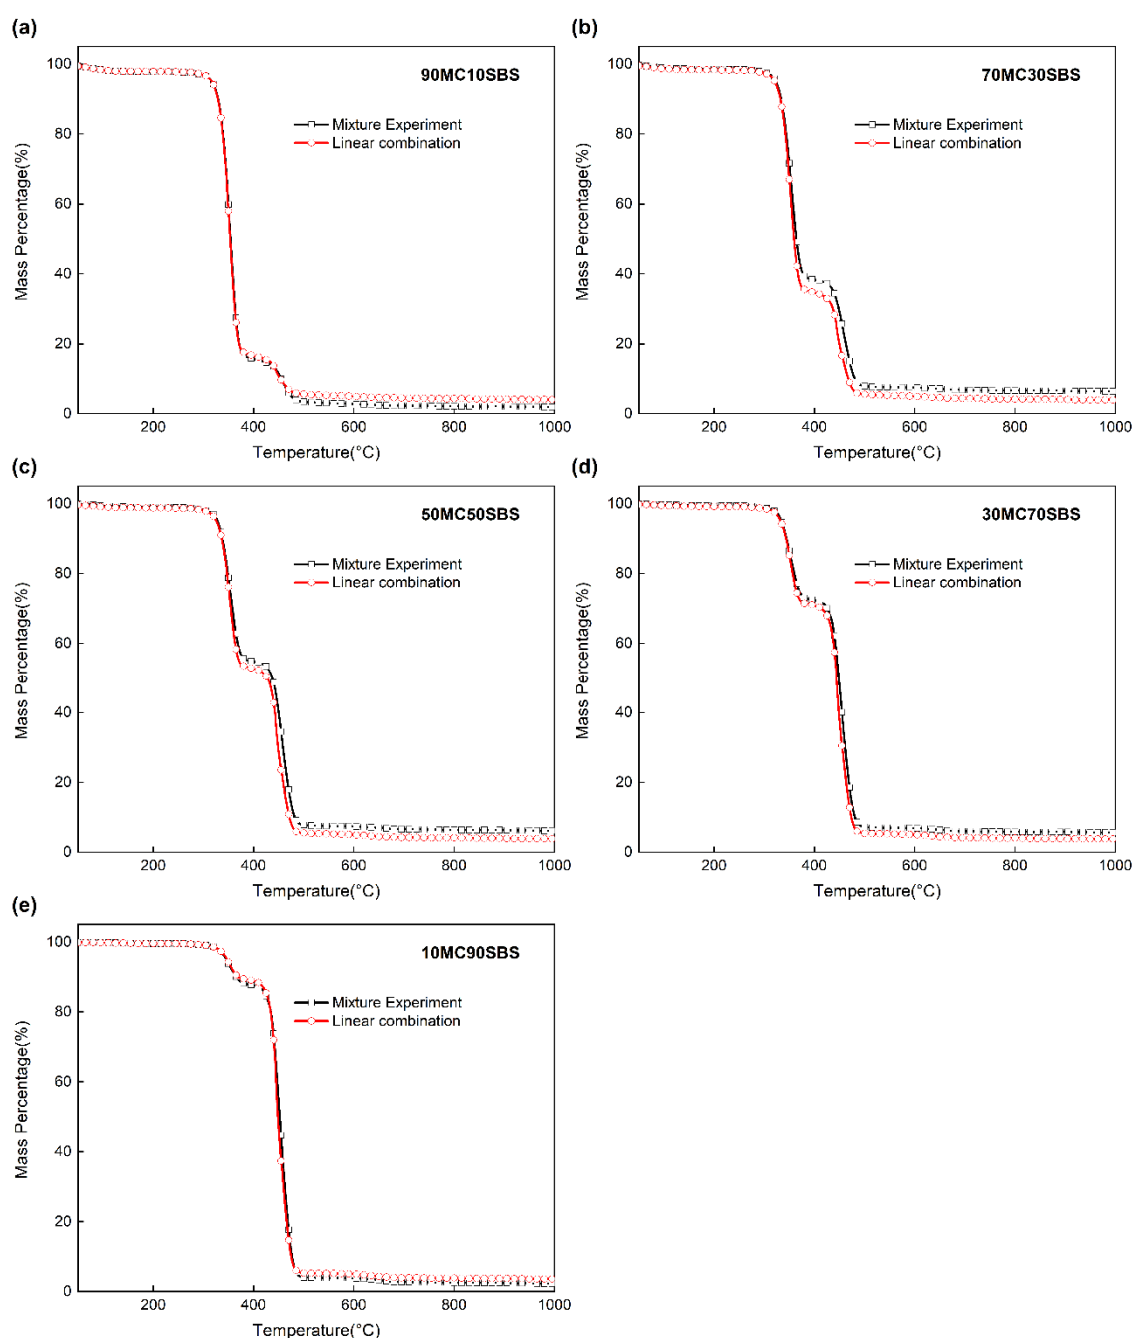 (a)
90MC10SBS
Mixture Experiment
Linear combination
Mass Percentage(%)
100
80
60
40
20
0
200
400
600
800
1000
Temperature(°C)
(b)
70MC30SBS
Mixture Experiment
Linear combination
Mass Percentage(%)
100
80
60
40
20
0
200
400
600
800
1000
Temperature(°C)
(c)
50MC50SBS
Mixture Experiment
Linear combination
Mass Percentage(%)
100
80
60
40
20
0
200
400
600
800
1000
Temperature(°C)
(d)
30MC70SBS
Mixture Experiment
Linear combination
Mass Percentage(%)
100
80
60
40
20
0
200
400
600
800
1000
Temperature(°C)
(e)
10MC90SBS
Mixture Experiment
Linear combination
Mass Percentage(%)
100
80
60
40
20
0
200
400
600
800
1000
Temperature(°C)